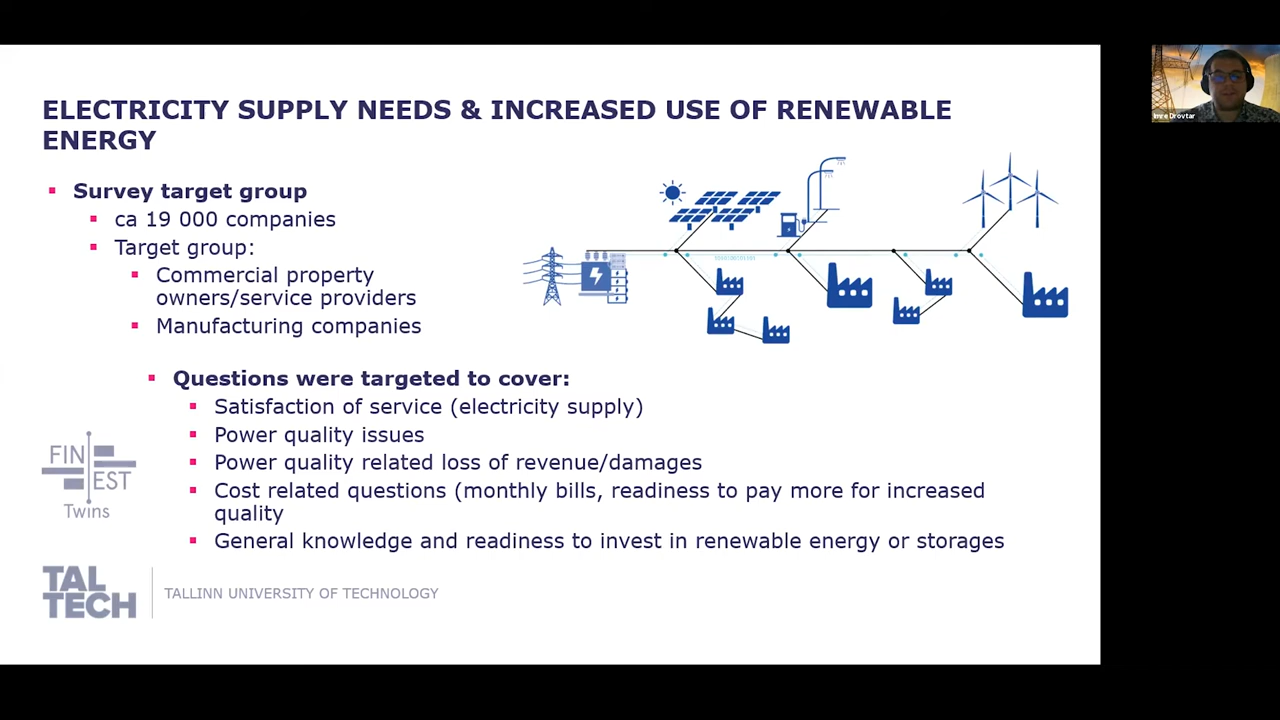 ELECTRICITY SUPPLY NEEDS & INCREASED USE OF RENEWABLE
ENERGY
Survey target group
ca 19 000 companies
Target group:
Commercial property
owners/service providers
Manufacturing companies
Questions were targeted to cover:
Satisfaction of service (electricity supply)
Power quality issues
Power quality related loss of revenue/damages
Cost related questions (monthly bills, readiness to pay more for increased
quality
General knowledge and readiness to invest in renewable energy or storages
FIN
EST
Twins
TAL
TECH
TALLINN UNIVERSITY OF TECHNOLOGY
Imre Drovtar